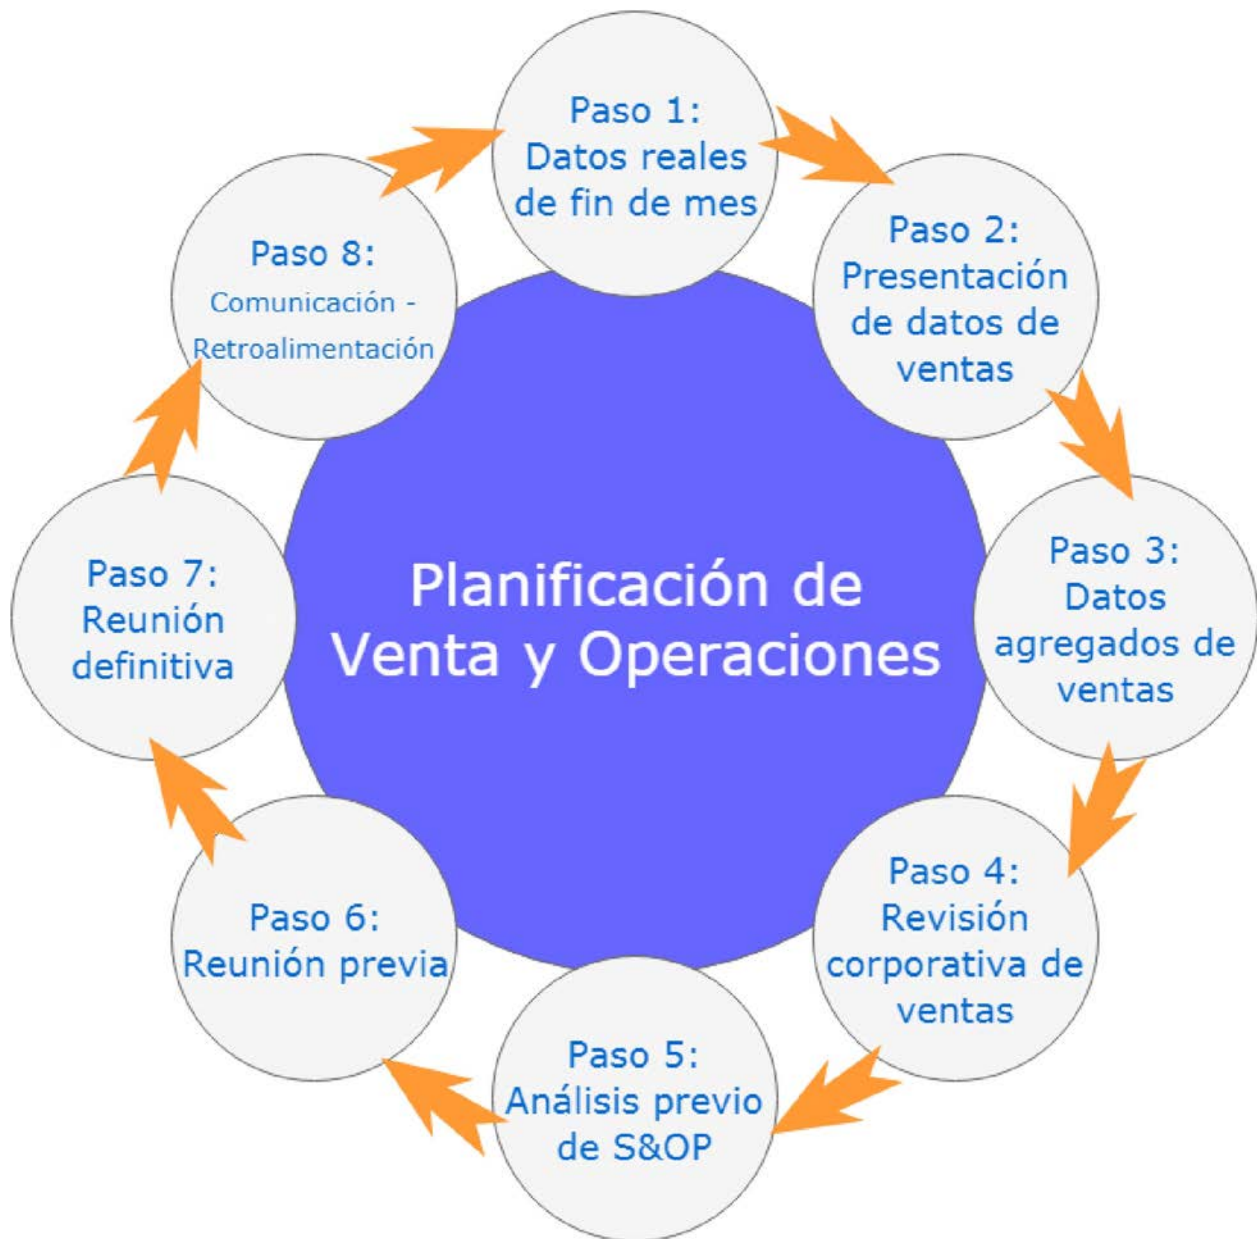 Paso 1:
Datos reales
de fin de mes
Paso 2:
Presentación
de datos de
ventas
Paso 3:
Datos
agregados de
ventas
Paso 4:
Revisión
corporativa de
ventas
Paso 5:
Análisis previo
de S&OP
Paso 6:
Reunión previa
Paso 7:
Reunión
definitiva
Paso 8:
Comunicación -
Retroalimentación
Planificación de
Venta y Operaciones